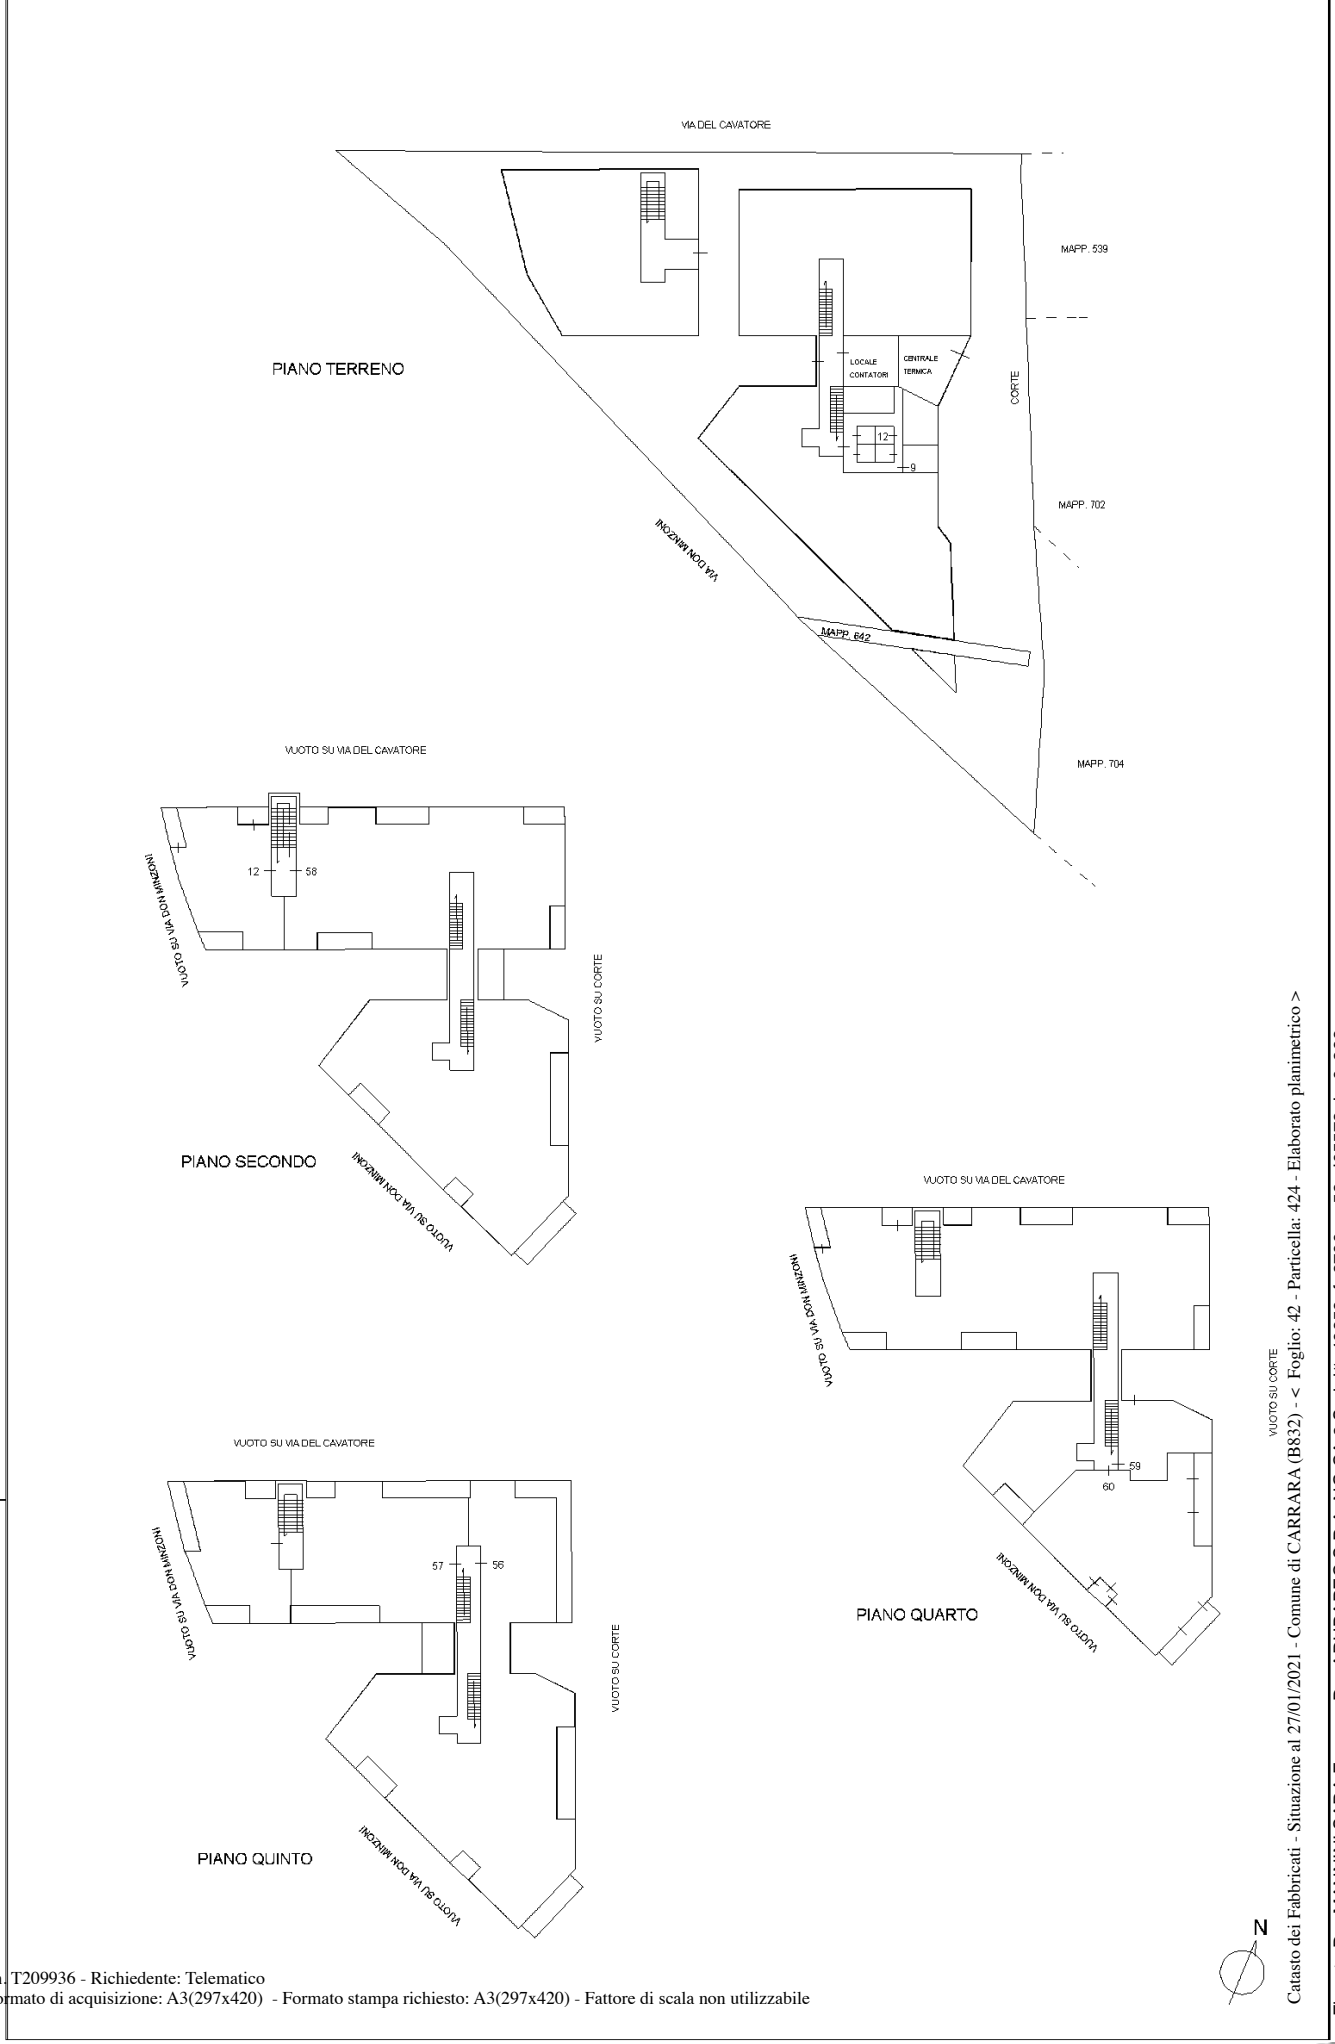 VIA DEL CAVATORE
MAPP. 539
PIANO TERRENO
LOCALE
CONTATORI
CENTRALE
TERMICA
CORTE
12
9
MAPP. 702
VIA DON MINZONI
MAPP. 642
MAPP. 704
VUOTO SU VIA DEL CAVATORE
12
58
VUOTO SU VIA DON MINZONI
VUOTO SU CORTE
PIANO SECONDO
VUOTO SU VIA DON MINZONI
VUOTO SU VIA DEL CAVATORE
VUOTO SU VIA DON MINZONI
VUOTO SU CORTE
59
60
PIANO QUARTO
VUOTO SU VIA DON MINZONI
VUOTO SU VIA DEL CAVATORE
57
56
VUOTO SU VIA DON MINZONI
VUOTO SU CORTE
PIANO QUINTO
VUOTO SU VIA DON MINZONI
N
Catasto dei Fabbricati - Situazione al 27/01/2021 - Comune di CARRARA (B832) - < Foglio: 42 - Particella: 424 - Elaborato planimetrico >
T209936 - Richiedente: Telematico
di acquisizione: A3(297x420) - Formato stampa richiesto: A3(297x420) - Fattore di scala non utilizzabile